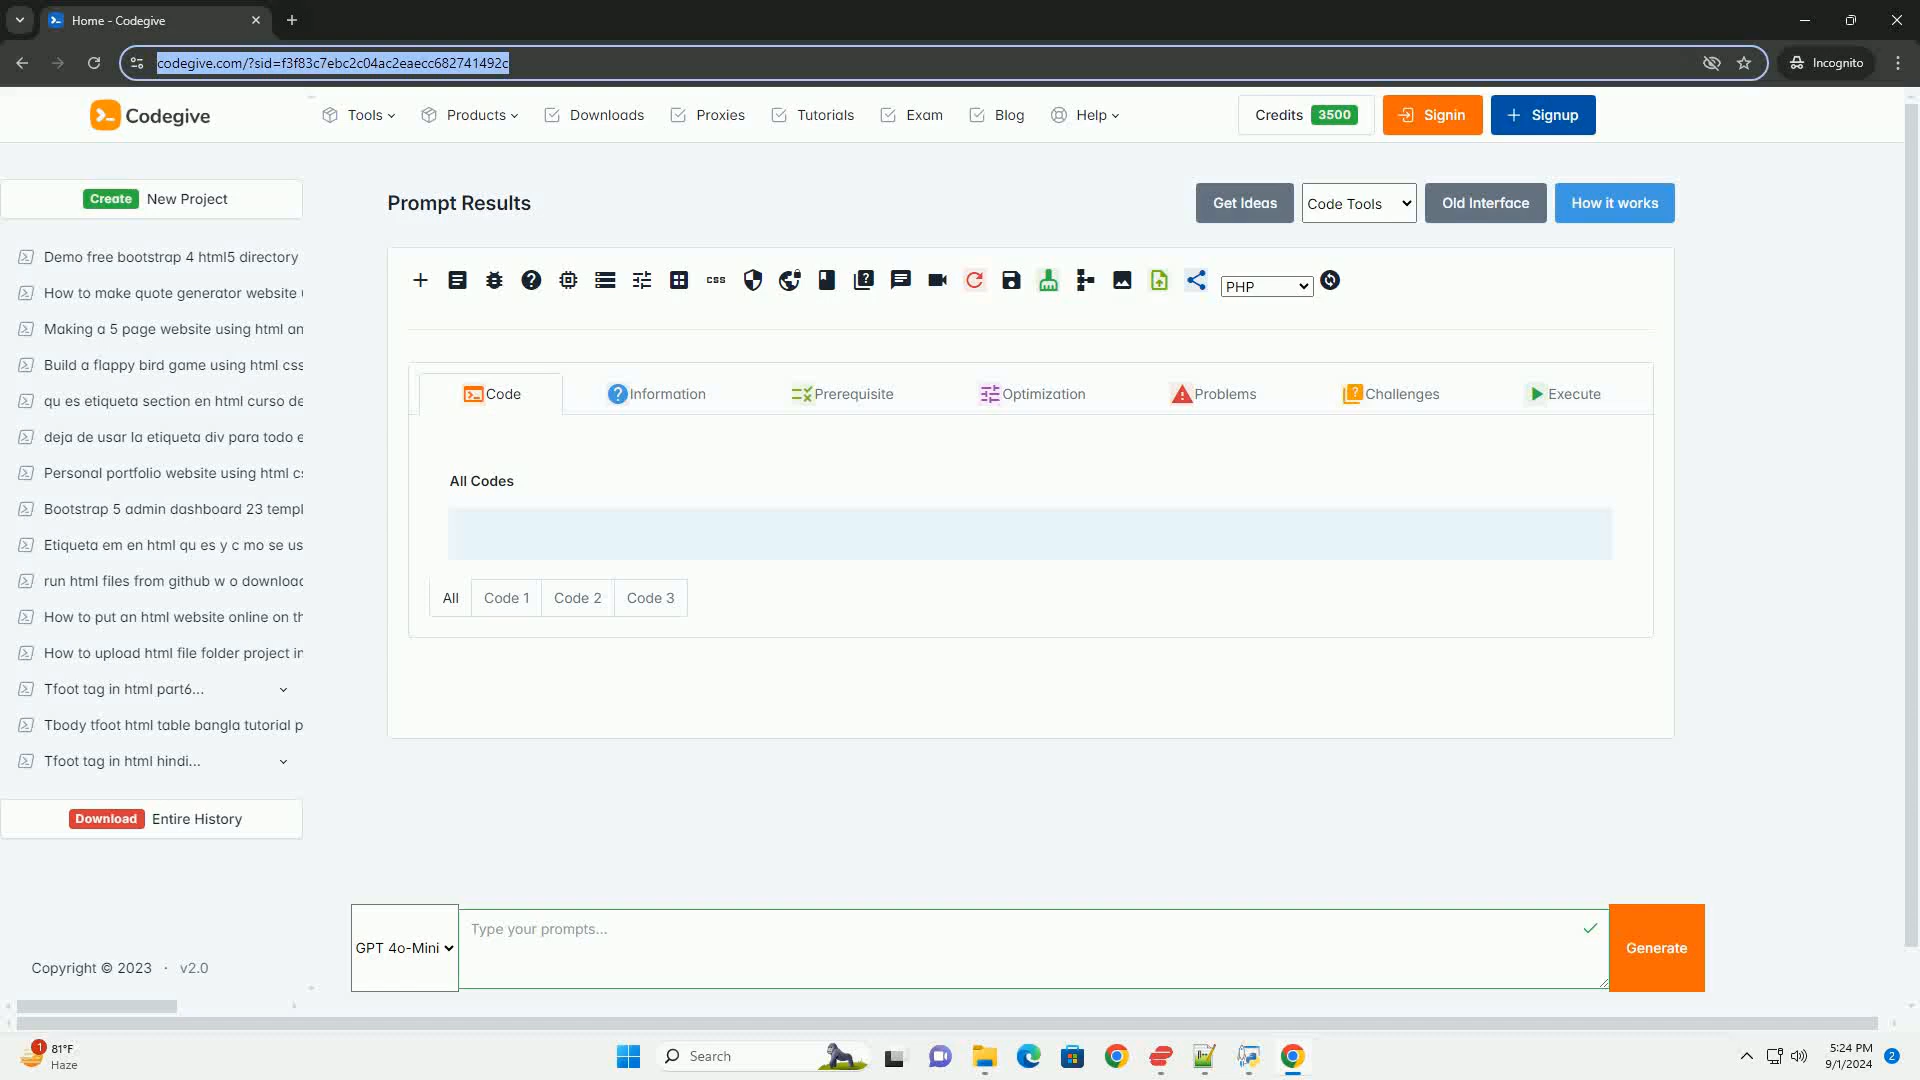 Home - Codegive
codegive.com/?sid=f3f83c7ebc2c04ac2eaecc682741492c
Incognito
Codegive
Tools
Products
Downloads
Proxies
Tutorials
Exam
Blog
Help
Credits 3500
Signin
Signup
Create New Project
Demo free bootstrap 4 html5 directory
How to make quote generator website
Making a 5 page website using html an
Build a flappy bird game using html css
qu es etiqueta section en html curso de
deja de usar la etiqueta div para todo e
Personal portfolio website using html cs
Bootstrap 5 admin dashboard 23 templ
Etiqueta em en html qu es y c mo se us
run html files from github w o download
How to put an html website online on th
How to upload html file folder project in
Tfoot tag in html part6...
Tbody tfoot html table bangla tutorial p
Tfoot tag in html hindi...
Download Entire History
Copyright © 2023 · v2.0
Prompt Results
Get Ideas
Code Tools
Old Interface
How it works
CSS
PHP
Code
Information
Prerequisite
Optimization
Problems
Challenges
Execute
All Codes
All
Code 1
Code 2
Code 3
GPT 4o-Mini
Type your prompts...
Generate
1
81°F
Haze
Search
5:24 PM
9/1/2024
2